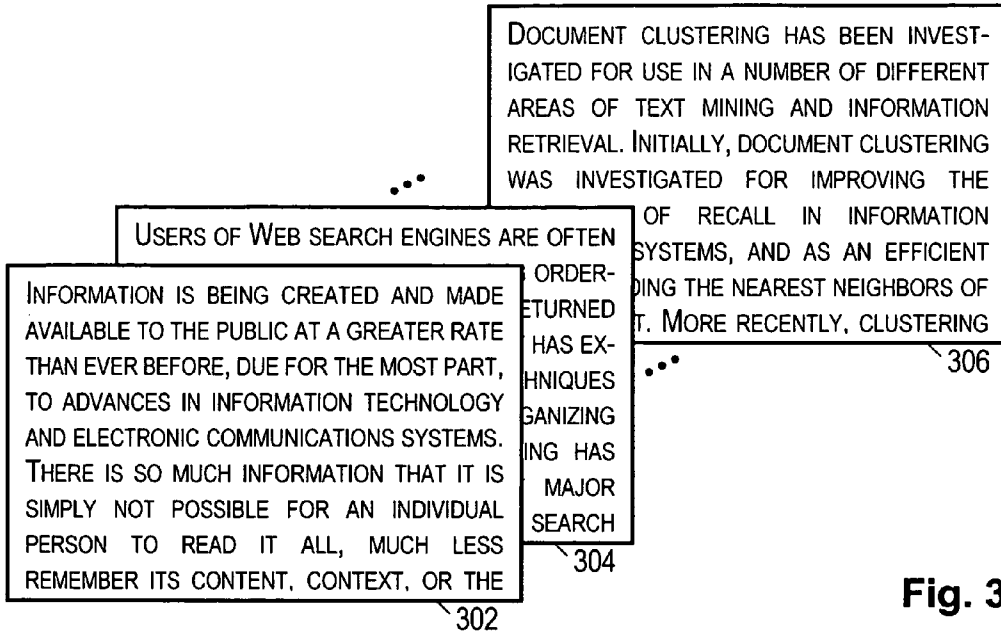 DOCUMENT CLUSTERING HAS BEEN INVEST-
IGATED FOR USE IN A NUMBER OF DIFFERENT
AREAS OF TEXT MINING AND INFORMATION
RETRIEVAL. INITIALLY, DOCUMENT CLUSTERING
WAS INVESTIGATED FOR IMPROVING THE
OF RECALL IN INFORMATION
SYSTEMS, AND AS AN EFFICIENT
DING THE NEAREST NEIGHBORS OF
T. MORE RECENTLY, CLUSTERING
306
USERS OF WEB SEARCH ENGINES ARE OFTEN
ORDER-
ETURNED
HAS EX-
HNIQUES
GANIZING
ING HAS
MAJOR
SEARCH
304
INFORMATION IS BEING CREATED AND MADE
AVAILABLE TO THE PUBLIC AT A GREATER RATE
THAN EVER BEFORE, DUE FOR THE MOST PART,
TO ADVANCES IN INFORMATION TECHNOLOGY
AND ELECTRONIC COMMUNICATIONS SYSTEMS.
THERE IS SO MUCH INFORMATION THAT IT IS
SIMPLY NOT POSSIBLE FOR AN INDIVIDUAL
PERSON TO READ IT ALL, MUCH LESS
REMEMBER ITS CONTENT, CONTEXT, OR THE
302
Fig. 3